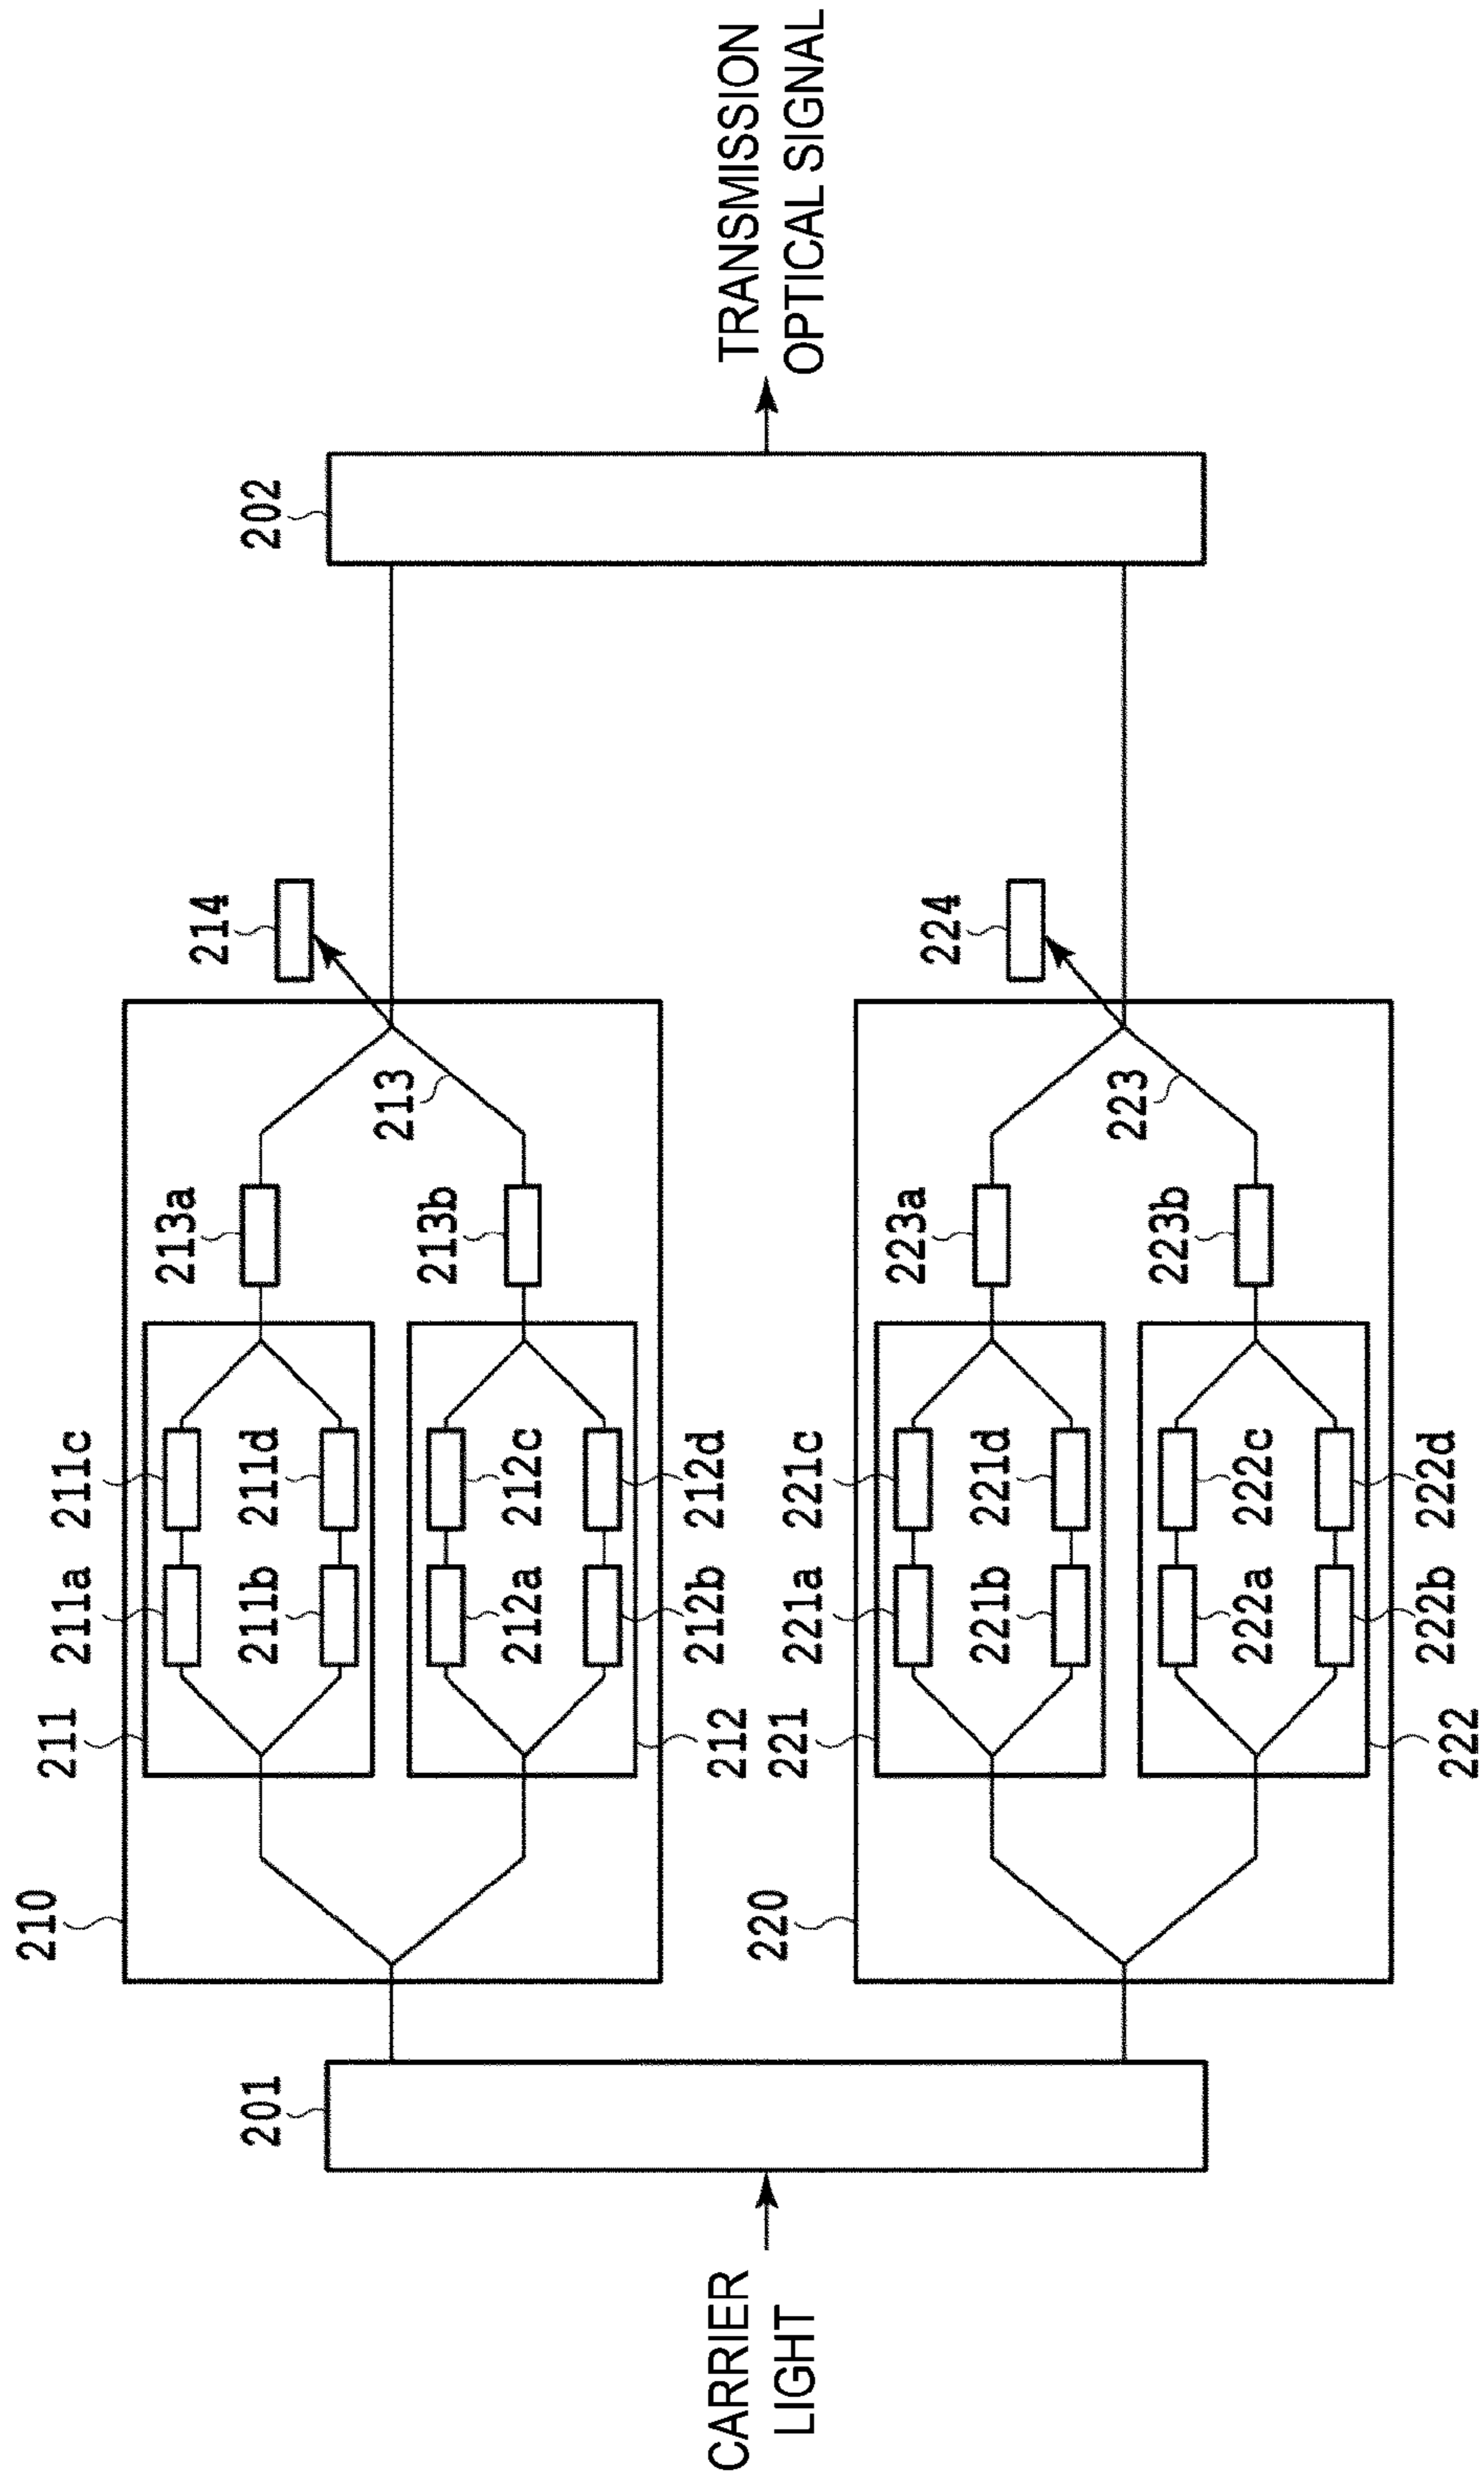 210
211
211a
211c
211b
211d
213a
214
201
202
213
213b
212a
212c
212b
212d
212
CARRIER
LIGHT
TRANSMISSION
OPTICAL SIGNAL
220
221
221a
221c
221b
221d
223a
224
223
223b
222a
222c
222b
222d
222